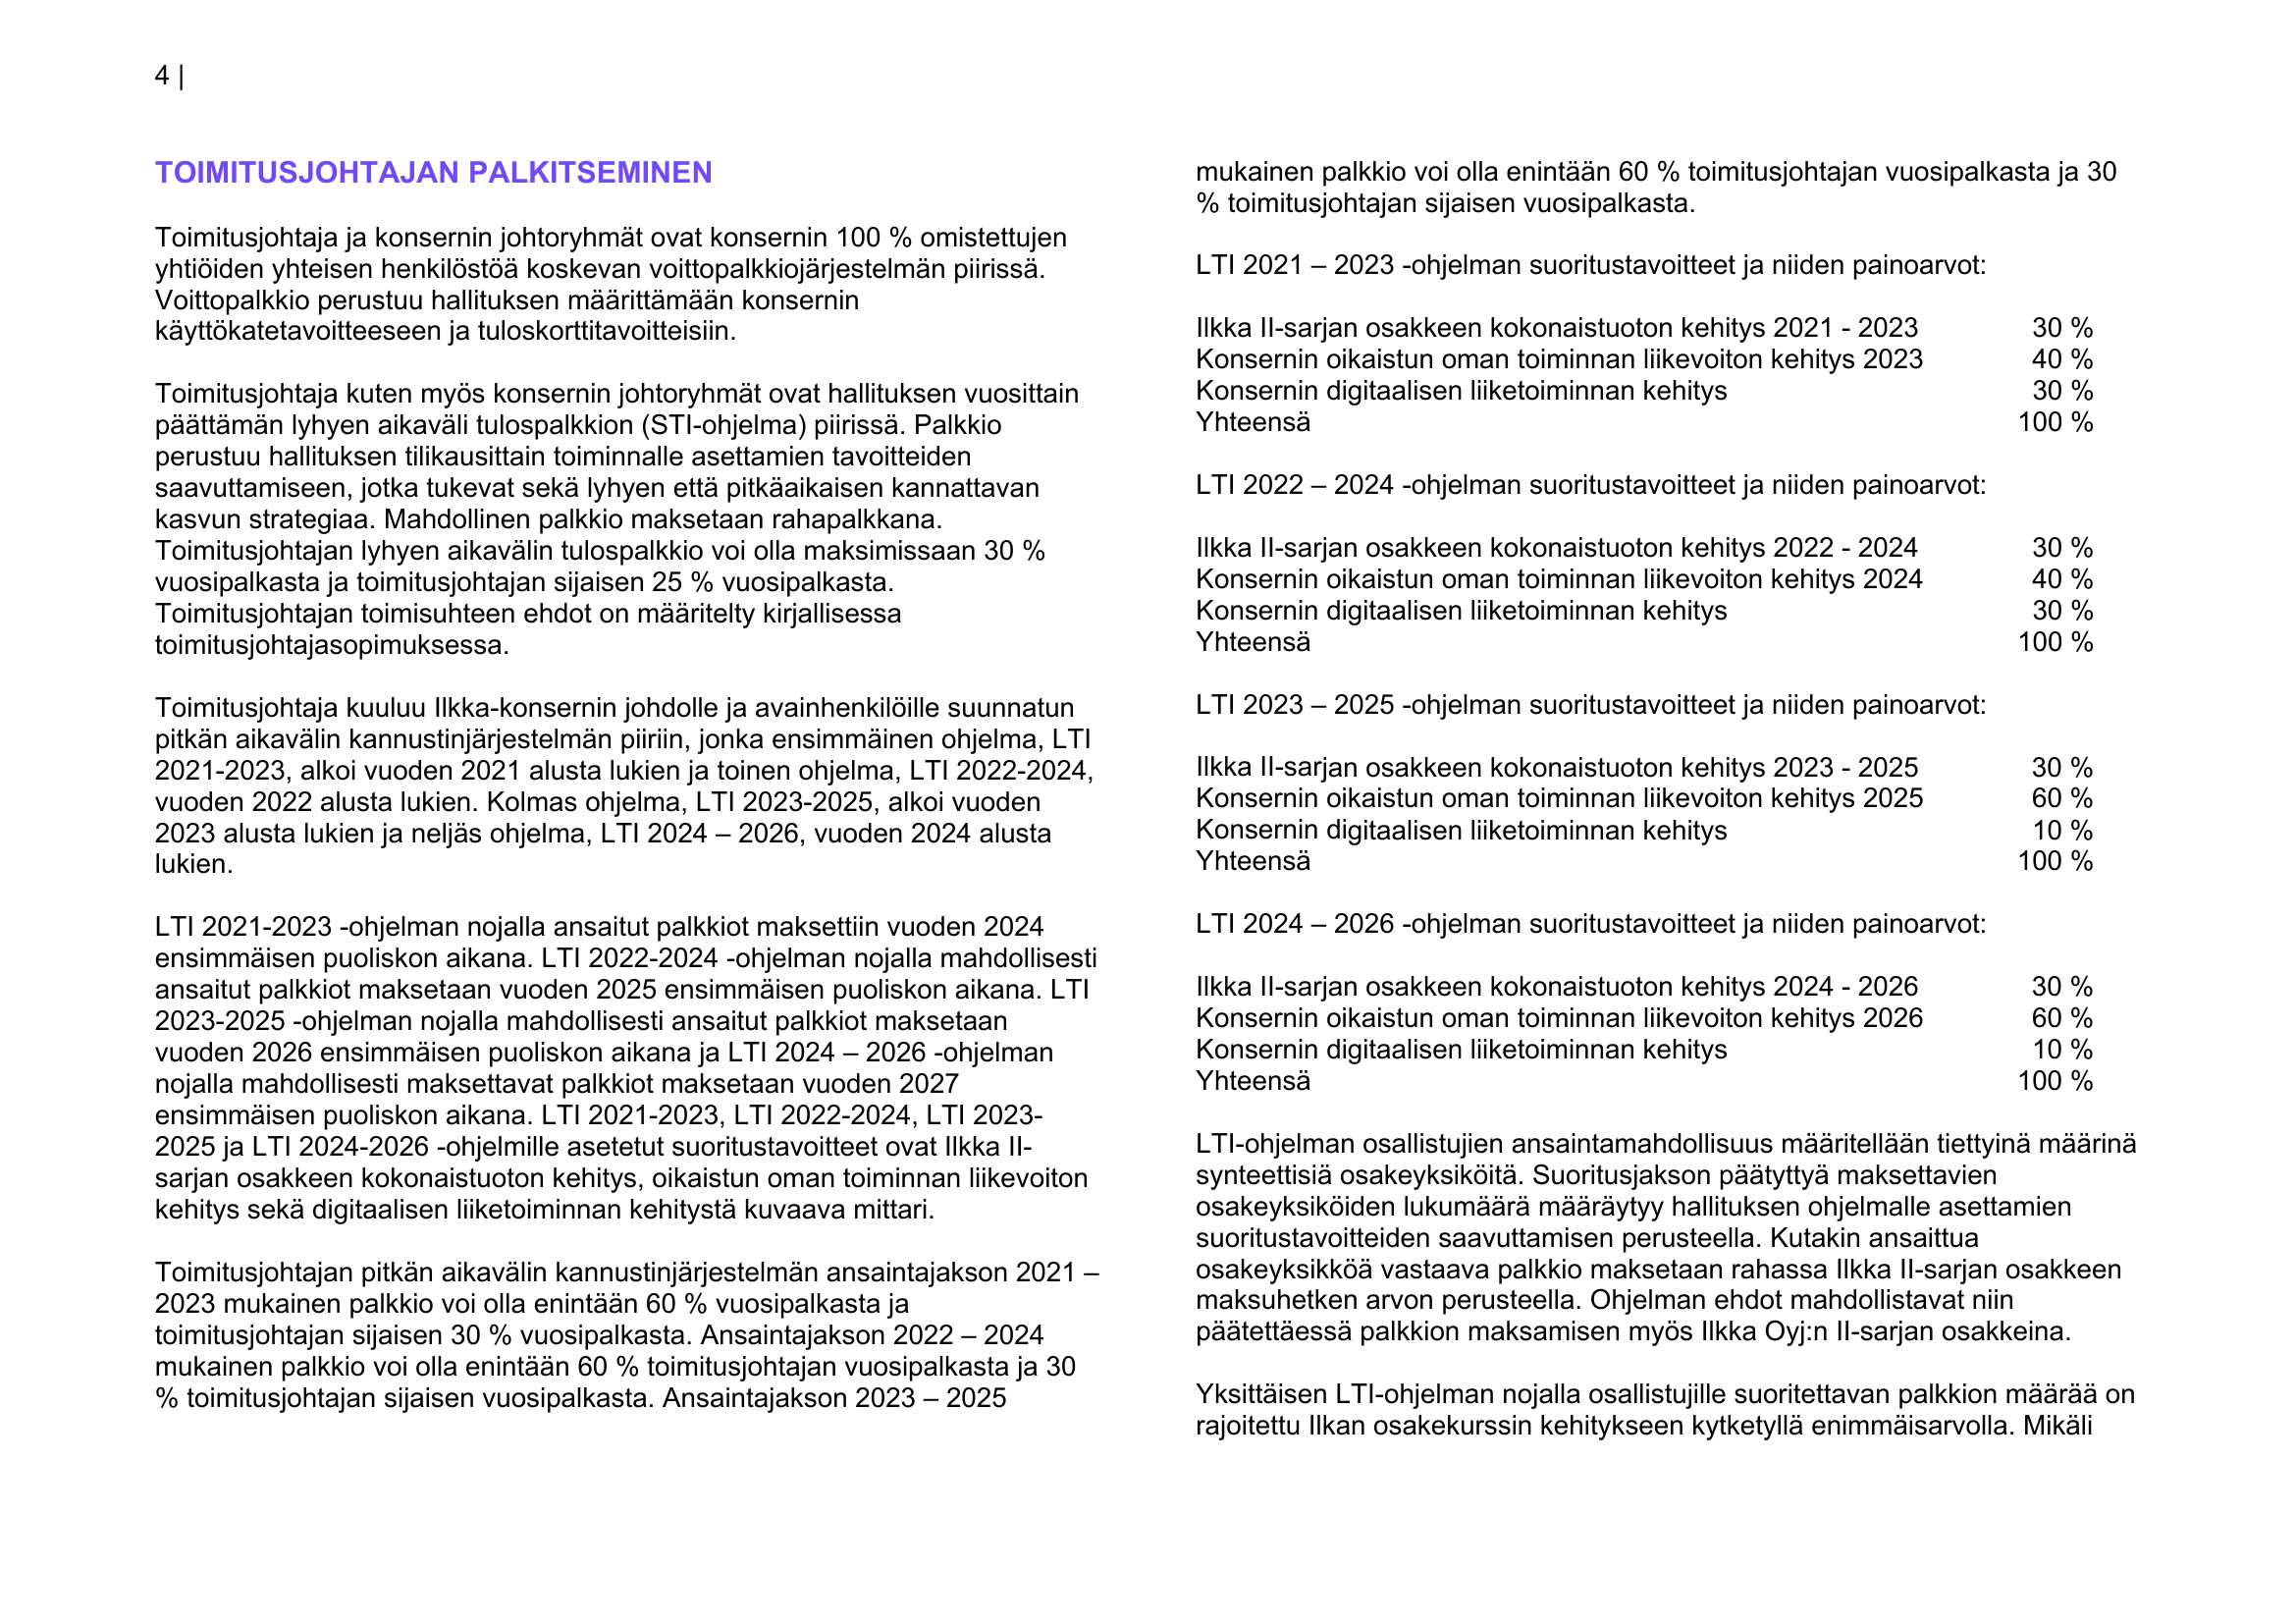 4 |
TOIMITUSJOHTAJAN PALKITSEMINEN
Toimitusjohtaja ja konsernin johtoryhmät ovat konsernin 100 % omistettujen
yhtiöiden yhteisen henkilöstöä koskevan voittopalkkiojärjestelmän piirissä.
Voittopalkkio perustuu hallituksen määrittämään konsernin
käyttökatetavoitteeseen ja tuloskorttitavoitteisiin.
Toimitusjohtaja kuten myös konsernin johtoryhmät ovat hallituksen vuosittain
päättämän lyhyen aikaväli tulospalkkion (STI-ohjelma) piirissä. Palkkio
perustuu hallituksen tilikausittain toiminnalle asettamien tavoitteiden
saavuttamiseen, jotka tukevat sekä lyhyen että pitkäaikaisen kannattavan
kasvun strategiaa. Mahdollinen palkkio maksetaan rahapalkkana.
Toimitusjohtajan lyhyen aikavälin tulospalkkio voi olla maksimissaan 30 %
vuosipalkasta ja toimitusjohtajan sijaisen 25 % vuosipalkasta.
Toimitusjohtajan toimisuhteen ehdot on määritelty kirjallisessa
toimitusjohtajasopimuksessa.
Toimitusjohtaja kuuluu Ilkka-konsernin johdolle ja avainhenkilöille suunnatun
pitkän aikavälin kannustinjärjestelmän piiriin, jonka ensimmäinen ohjelma, LTI
2021-2023, alkoi vuoden 2021 alusta lukien ja toinen ohjelma, LTI 2022-2024,
vuoden 2022 alusta lukien. Kolmas ohjelma, LTI 2023-2025, alkoi vuoden
2023 alusta lukien ja neljäs ohjelma, LTI 2024 – 2026, vuoden 2024 alusta
lukien.
LTI 2021-2023 -ohjelman nojalla ansaitut palkkiot maksettiin vuoden 2024
ensimmäisen puoliskon aikana. LTI 2022-2024 -ohjelman nojalla mahdollisesti
ansaitut palkkiot maksetaan vuoden 2025 ensimmäisen puoliskon aikana. LTI
2023-2025 -ohjelman nojalla mahdollisesti ansaitut palkkiot maksetaan
vuoden 2026 ensimmäisen puoliskon aikana ja LTI 2024 – 2026 -ohjelman
nojalla mahdollisesti maksettavat palkkiot maksetaan vuoden 2027
ensimmäisen puoliskon aikana. LTI 2021-2023, LTI 2022-2024, LTI 2023-
2025 ja LTI 2024-2026 -ohjelmille asetetut suoritustavoitteet ovat Ilkka II-
sarjan osakkeen kokonaistuoton kehitys, oikaistun oman toiminnan liikevoiton
kehitys sekä digitaalisen liiketoiminnan kehitystä kuvaava mittari.
Toimitusjohtajan pitkän aikavälin kannustinjärjestelmän ansaintajakson 2021 –
2023 mukainen palkkio voi olla enintään 60 % vuosipalkasta ja
toimitusjohtajan sijaisen 30 % vuosipalkasta. Ansaintajakson 2022 – 2024
mukainen palkkio voi olla enintään 60 % toimitusjohtajan vuosipalkasta ja 30
% toimitusjohtajan sijaisen vuosipalkasta. Ansaintajakson 2023 – 2025
mukainen palkkio voi olla enintään 60 % toimitusjohtajan vuosipalkasta ja 30
% toimitusjohtajan sijaisen vuosipalkasta.
LTI 2021 – 2023 -ohjelman suoritustavoitteet ja niiden painoarvot:
Ilkka II-sarjan osakkeen kokonaistuoton kehitys 2021 - 2023 30 %
Konsernin oikaistun oman toiminnan liikevoiton kehitys 2023 40 %
Konsernin digitaalisen liiketoiminnan kehitys 30 %
Yhteensä 100 %
LTI 2022 – 2024 -ohjelman suoritustavoitteet ja niiden painoarvot:
Ilkka II-sarjan osakkeen kokonaistuoton kehitys 2022 - 2024 30 %
Konsernin oikaistun oman toiminnan liikevoiton kehitys 2024 40 %
Konsernin digitaalisen liiketoiminnan kehitys 30 %
Yhteensä 100 %
LTI 2023 – 2025 -ohjelman suoritustavoitteet ja niiden painoarvot:
Ilkka II-sarjan osakkeen kokonaistuoton kehitys 2023 - 2025 30 %
Konsernin oikaistun oman toiminnan liikevoiton kehitys 2025 60 %
Konsernin digitaalisen liiketoiminnan kehitys 10 %
Yhteensä 100 %
LTI 2024 – 2026 -ohjelman suoritustavoitteet ja niiden painoarvot:
Ilkka II-sarjan osakkeen kokonaistuoton kehitys 2024 - 2026 30 %
Konsernin oikaistun oman toiminnan liikevoiton kehitys 2026 60 %
Konsernin digitaalisen liiketoiminnan kehitys 10 %
Yhteensä 100 %
LTI-ohjelman osallistujien ansaintamahdollisuus määritellään tiettyinä määrinä
synteettisiä osakeyksiköitä. Suoritusjakson päätyttyä maksettavien
osakeyksiköiden lukumäärä määräytyy hallituksen ohjelmalle asettamien
suoritustavoitteiden saavuttamisen perusteella. Kutakin ansaittua
osakeyksikköä vastaava palkkio maksetaan rahassa Ilkka II-sarjan osakkeen
maksuhetken arvon perusteella. Ohjelman ehdot mahdollistavat niin
päätettäessä palkkion maksamisen myös Ilkka Oyj:n II-sarjan osakkeina.
Yksittäisen LTI-ohjelman nojalla osallistujille suoritettavan palkkion määrää on
rajoitettu Ilkan osakekurssin kehitykseen kytketyllä enimmäisarvolla. Mikäli